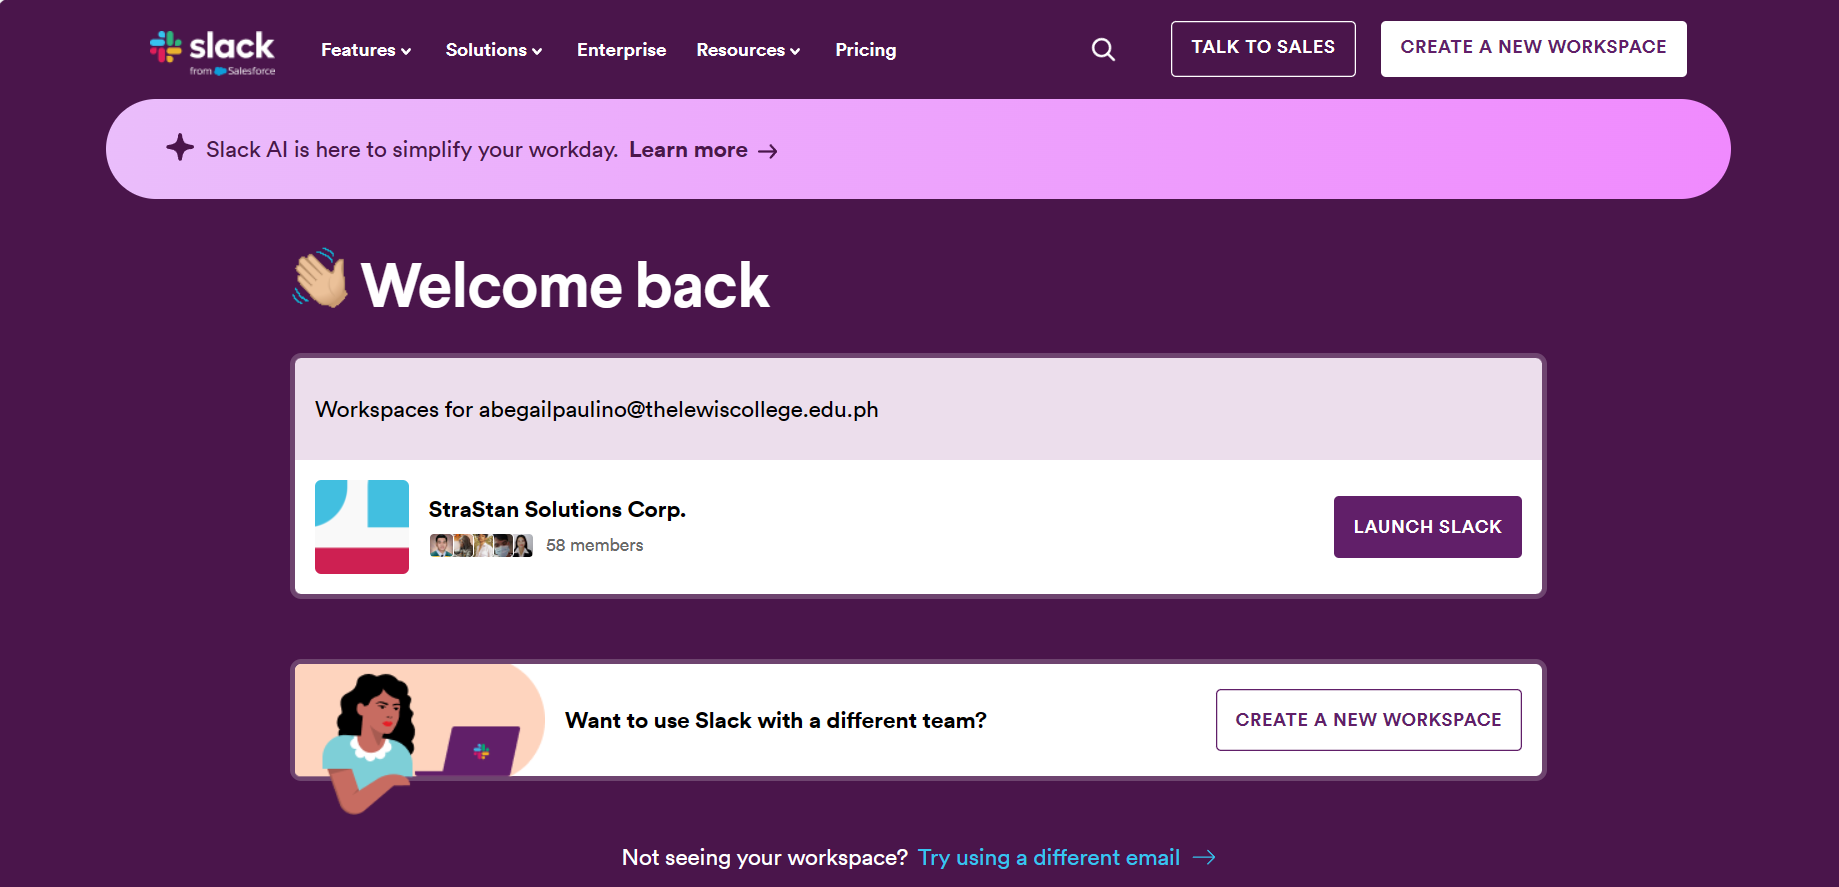 slack
from Salesforce
Features
Solutions
Enterprise
Resources
Pricing
TALK TO SALES
CREATE A NEW WORKSPACE
Slack AI is here to simplify your workday. Learn more →
Welcome back
Workspaces for abegailpaulino@thelewiscollege.edu.ph
StraStan Solutions Corp.
58 members
LAUNCH SLACK
Want to use Slack with a different team?
CREATE A NEW WORKSPACE
Not seeing your workspace? Try using a different email →